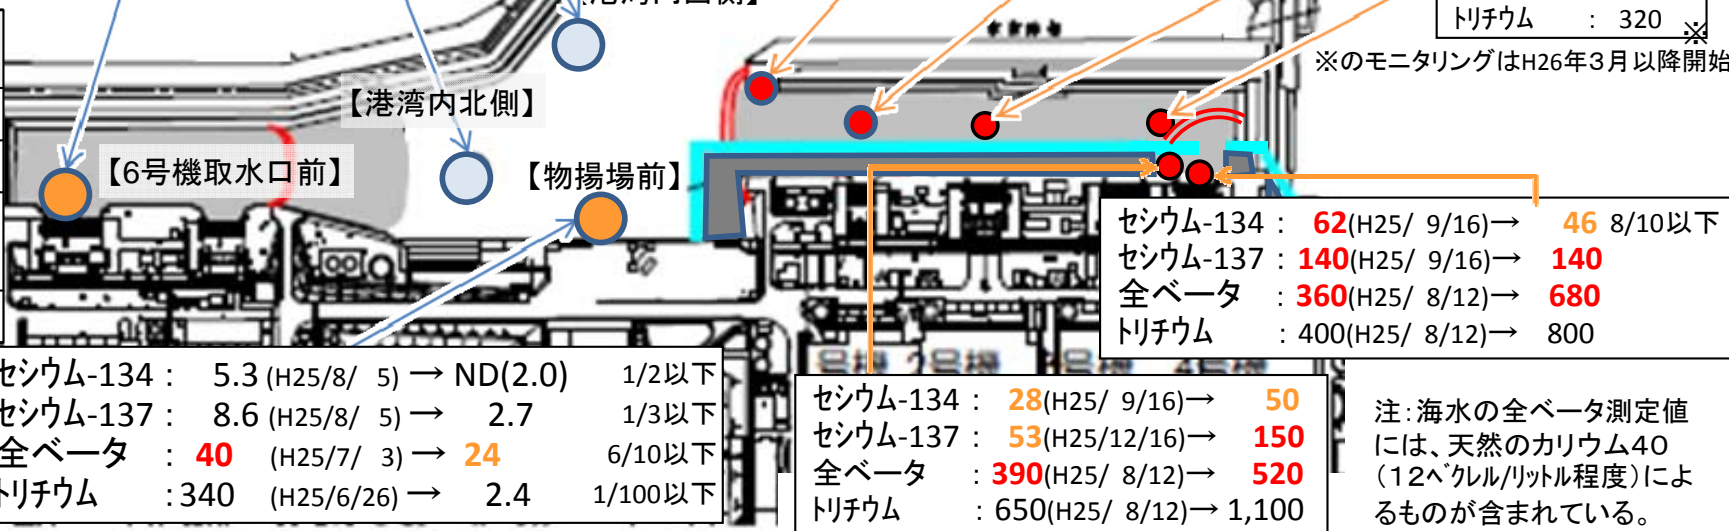 トリチウム : 320 ※
※のモニタリングはH26年3月以降開始
【港湾内北側】
【6号機取水口前】
【物揚場前】
セシウム-134 : 62(H25/ 9/16)→ 46 8/10以下
セシウム-137 : 140(H25/ 9/16)→ 140
全ベータ : 360(H25/ 8/12)→ 680
トリチウム : 400(H25/ 8/12)→ 800
セシウム-134 : 5.3 (H25/8/ 5) → ND(2.0) 1/2以下
セシウム-137 : 8.6 (H25/8/ 5) → 2.7 1/3以下
全ベータ : 40 (H25/7/ 3) → 24 6/10以下
トリチウム :340 (H25/6/26) → 2.4 1/100以下
セシウム-134 : 28(H25/ 9/16)→ 50
セシウム-137 : 53(H25/12/16)→ 150
全ベータ : 390(H25/ 8/12)→ 520
トリチウム : 650(H25/ 8/12)→ 1,100
注:海水の全ベータ測定値
には、天然のカリウム40
(12ベクレル/リットル程度)によ
るものが含まれている。